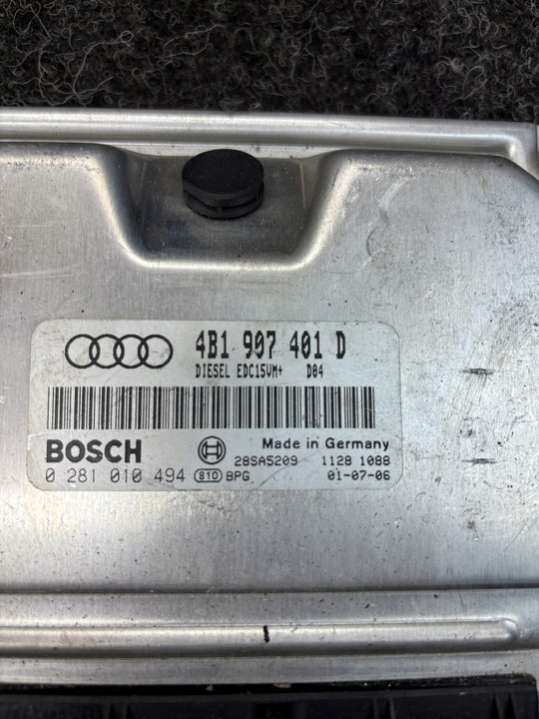 4B1 907 401 D
DIESEL EDC15VM+ D04
BOSCH Made in Germany
28SA5209 1128 1088
0 281 010 494 810 BPG 01-07-06